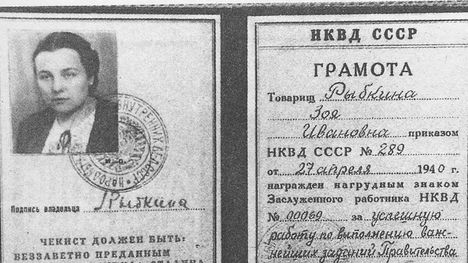 Подпись владельца Рыбкина
ЧЕКИСТ ДОЛЖЕН БЫТЬ:
БЕЗЗАВЕТНО ПРЕДАННЫМ
НКВД СССР
ГРАМОТА
Товарищ Рыбкина
Зоя
Ивановна приказом
НКВД СССР № 289
от 27 апреля 1940 г.
награжден нагрудным знаком
Заслуженного работника НКВД
№ 00069 за успешную
работу по выполнению важ-
нейших заданий Правительства